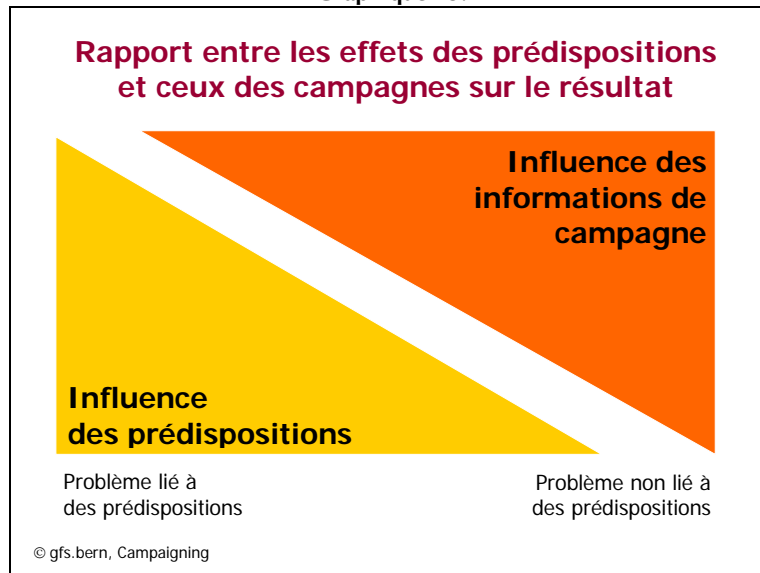 Rapport entre les effets des prédispositions
et ceux des campagnes sur le résultat
Influence des
informations de
campagne
Influence
des prédispositions
Problème lié à
des prédispositions
Problème non lié à
des prédispositions
© gfs.bern, Campaigning